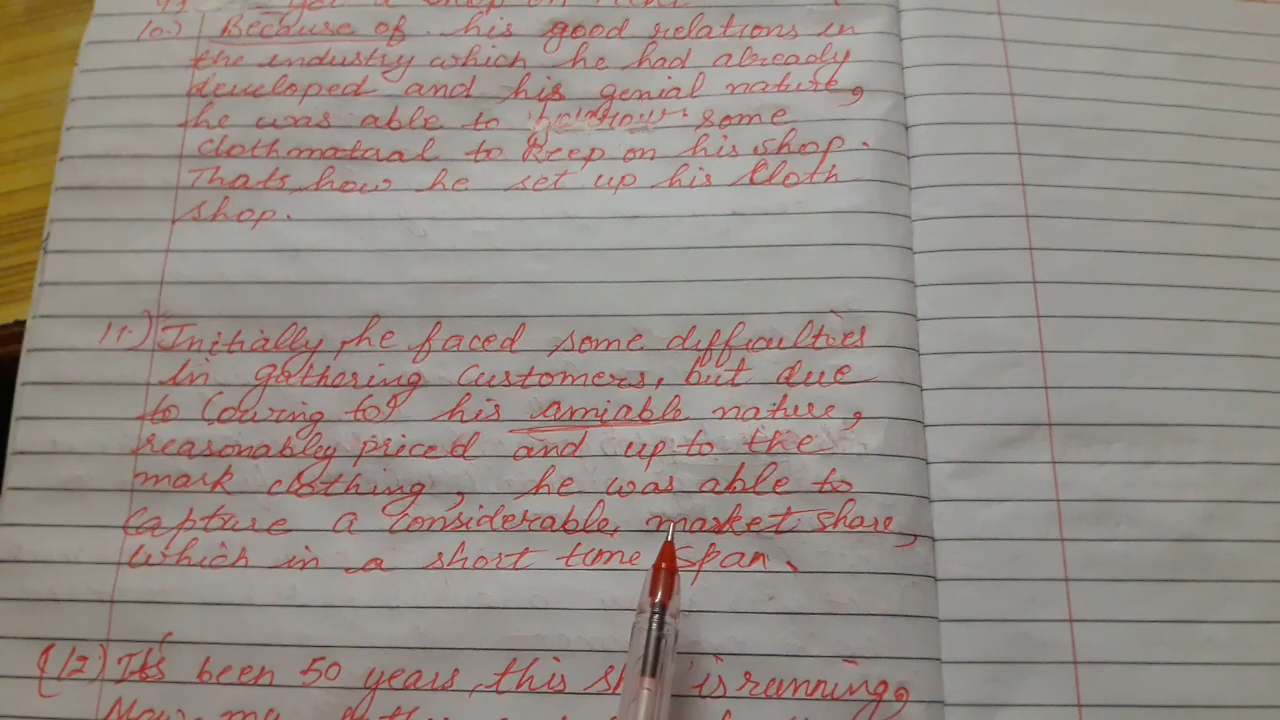 10.) Because of his good relations in
the industry which he had already
developed and his genial nature,
he was able to some
cloth mataal to keep on his shop.
Thats how he set up his cloth
shop.
11.) Initially, he faced some difficulties
in gathering customers, but due
to (owing to) his amiable nature,
reasonably priced and up to the
mark clothing, he was able to
capture a considerable market share,
which in a short time span.
(12) It's been 50 years, this is running,